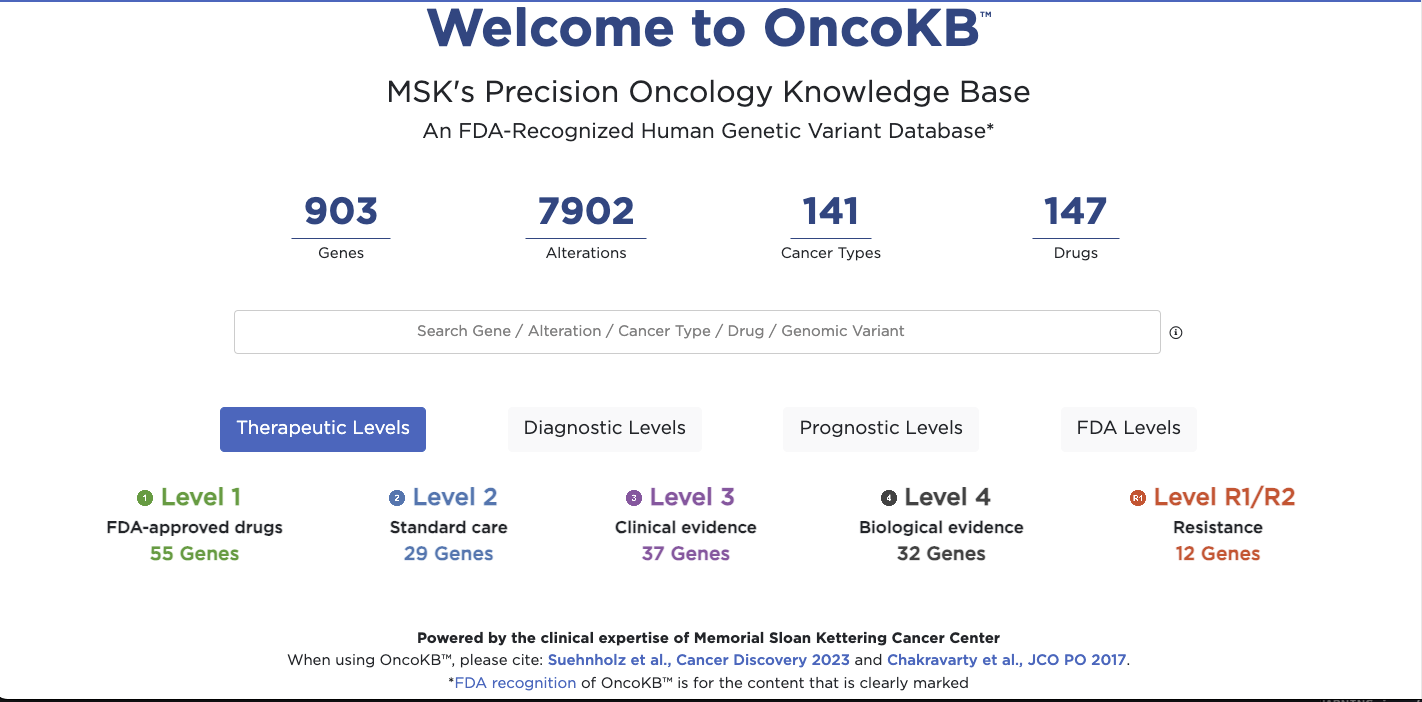 Welcome to OncoKB™
MSK's Precision Oncology Knowledge Base
An FDA-Recognized Human Genetic Variant Database*
903 7902 141 147
Genes Alterations Cancer Types Drugs
Search Gene / Alteration / Cancer Type / Drug / Genomic Variant
Therapeutic Levels Diagnostic Levels Prognostic Levels FDA Levels
1 Level 1 2 Level 2 3 Level 3 4 Level 4 R1 Level R1/R2
FDA-approved drugs Standard care Clinical evidence Biological evidence Resistance
55 Genes 29 Genes 37 Genes 32 Genes 12 Genes
Powered by the clinical expertise of Memorial Sloan Kettering Cancer Center
When using OncoKB™, please cite: Suehnholz et al., Cancer Discovery 2023 and Chakravarty et al., JCO PO 2017.
*FDA recognition of OncoKB™ is for the content that is clearly marked